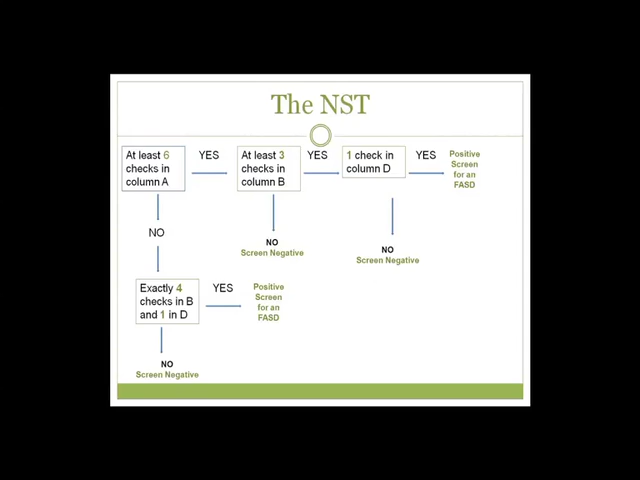 The NST
At least 6
checks in
column A
YES
At least 3
checks in
column B
YES
1 check in
column D
YES
Positive
Screen
for an
FASD
NO
NO
Screen Negative
NO
Screen Negative
Exactly 4
checks in B
and 1 in D
YES
Positive
Screen
for an
FASD
NO
Screen Negative